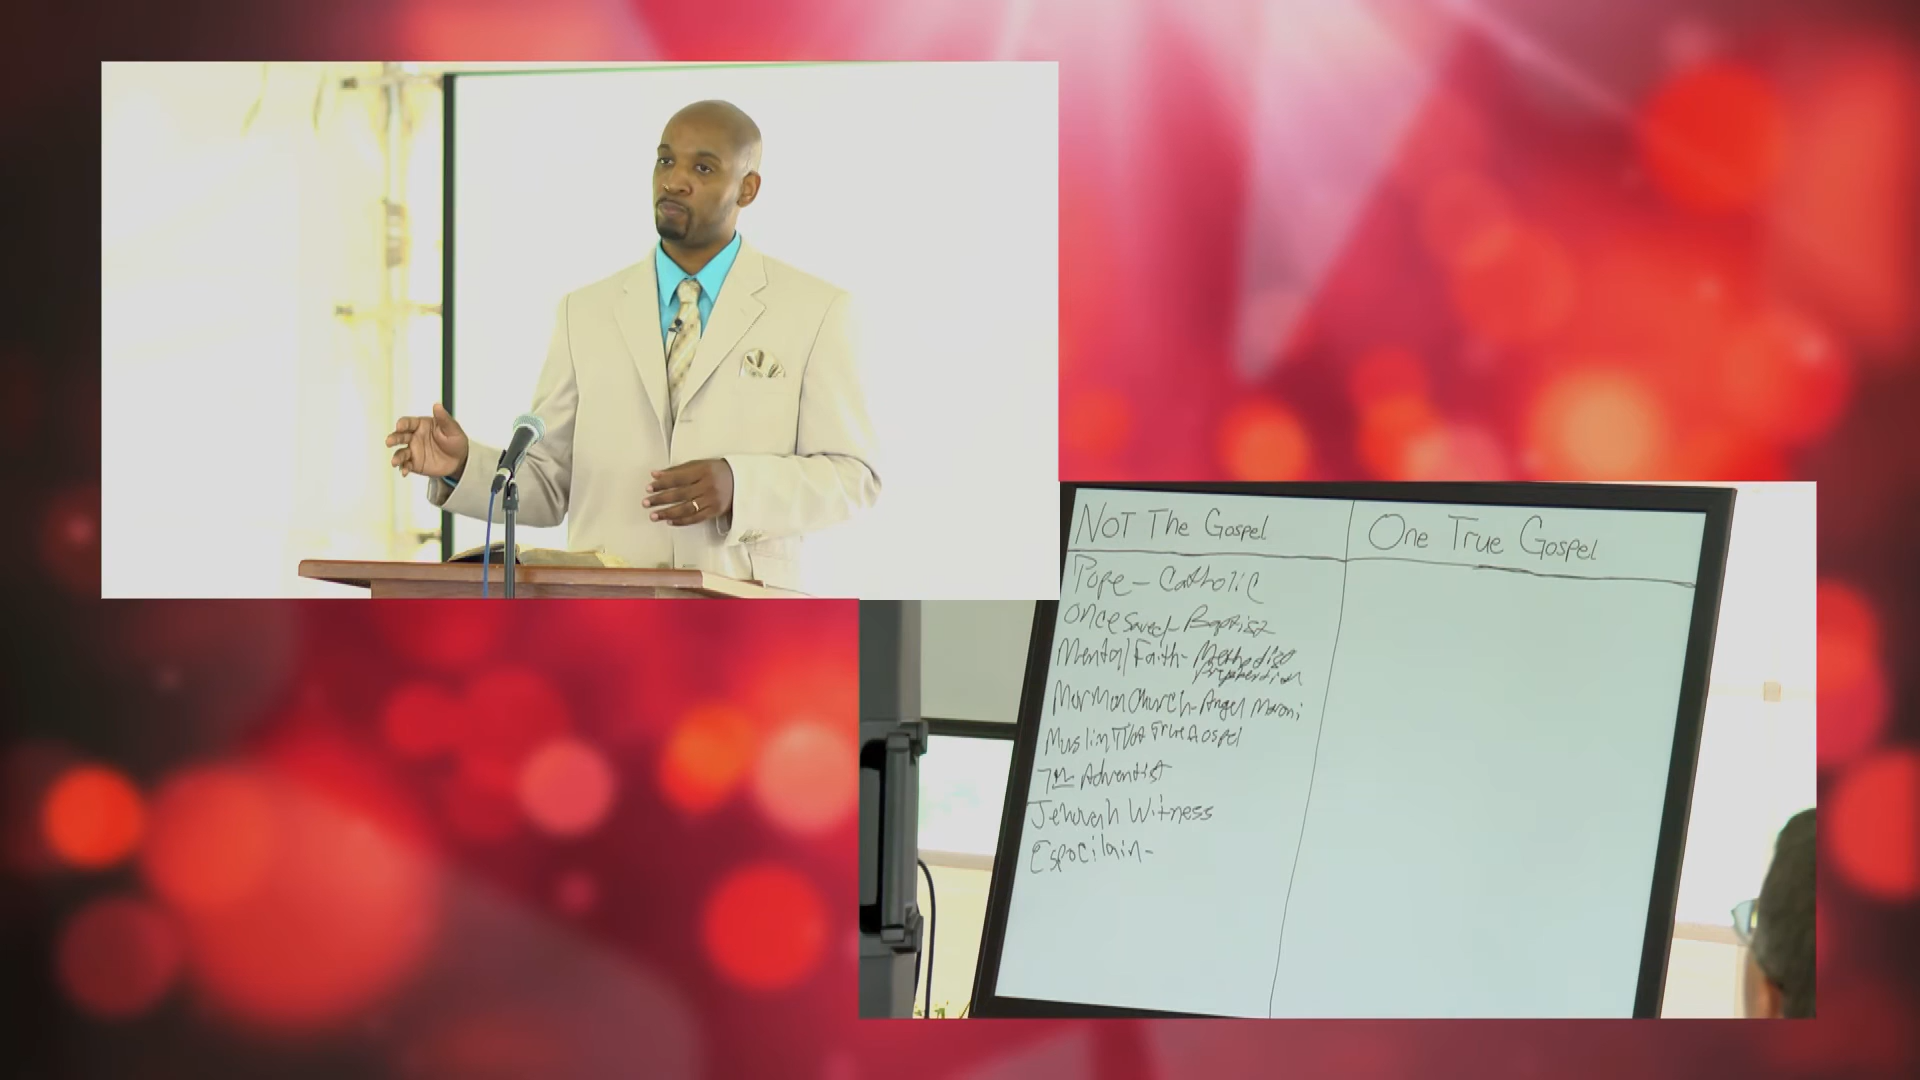 Not The Gospel
One True Gospel
Pope - Catholic
Once Saved - Baptist
Mental Faith - Methodist
Mormon Church - Angel Moroni
Muslim Not True Gospel
7th Adventist
Jehovah Witness
Espocilain -